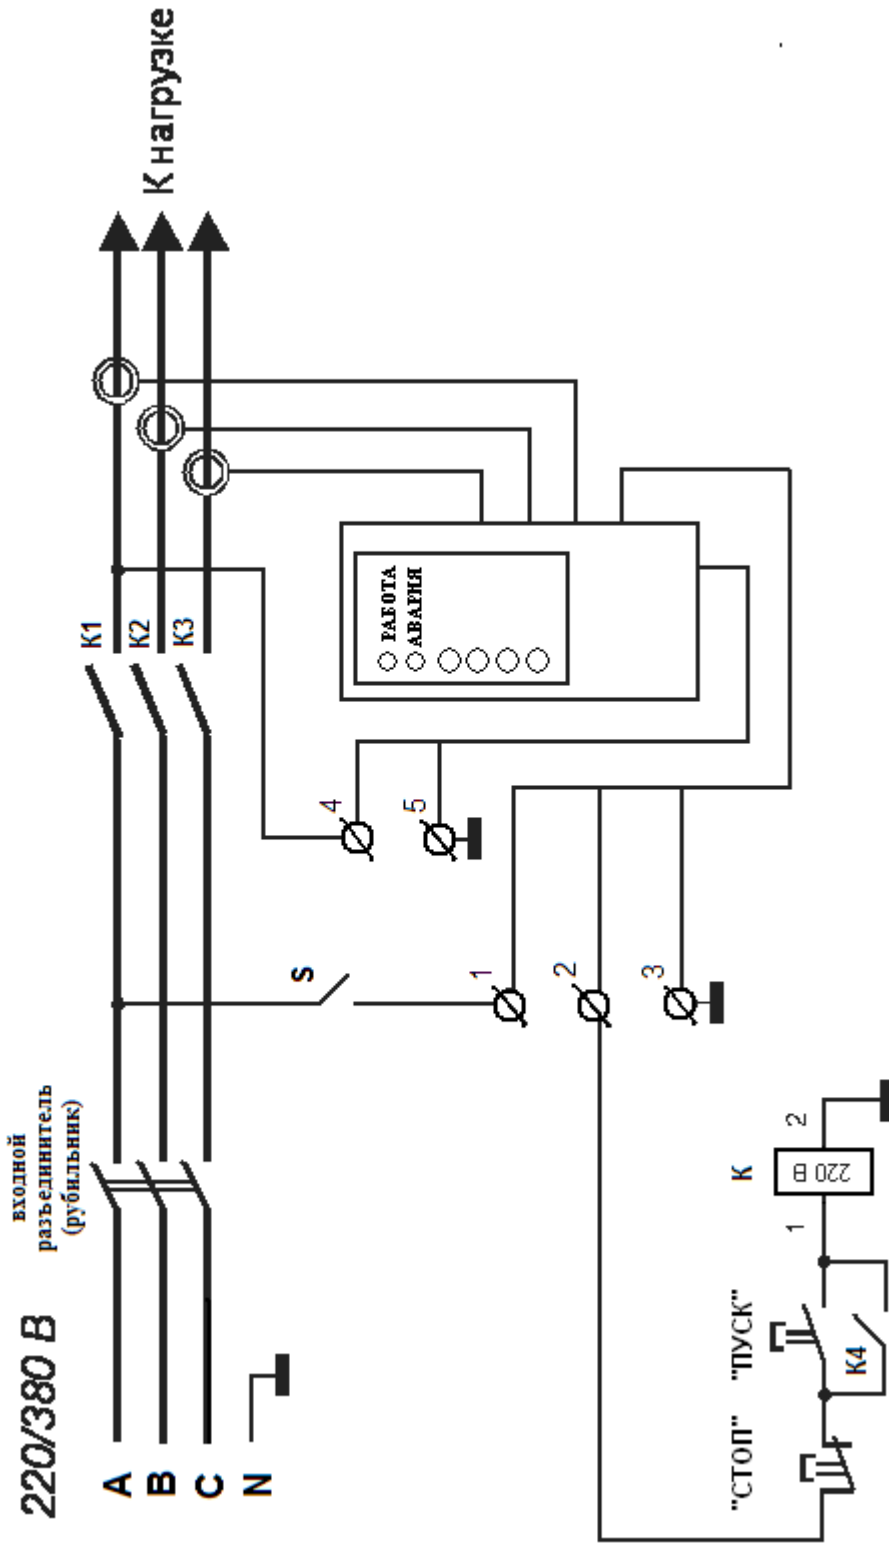 220/380 В
входной
разъединитель
(рубильник)
К1
К2
К3
К нагрузке
A
B
C
N
S
4
5
РАБОТА
АВАРИЯ
1
2
3
"СТОП"
"ПУСК"
К4
1
К
220 В
2